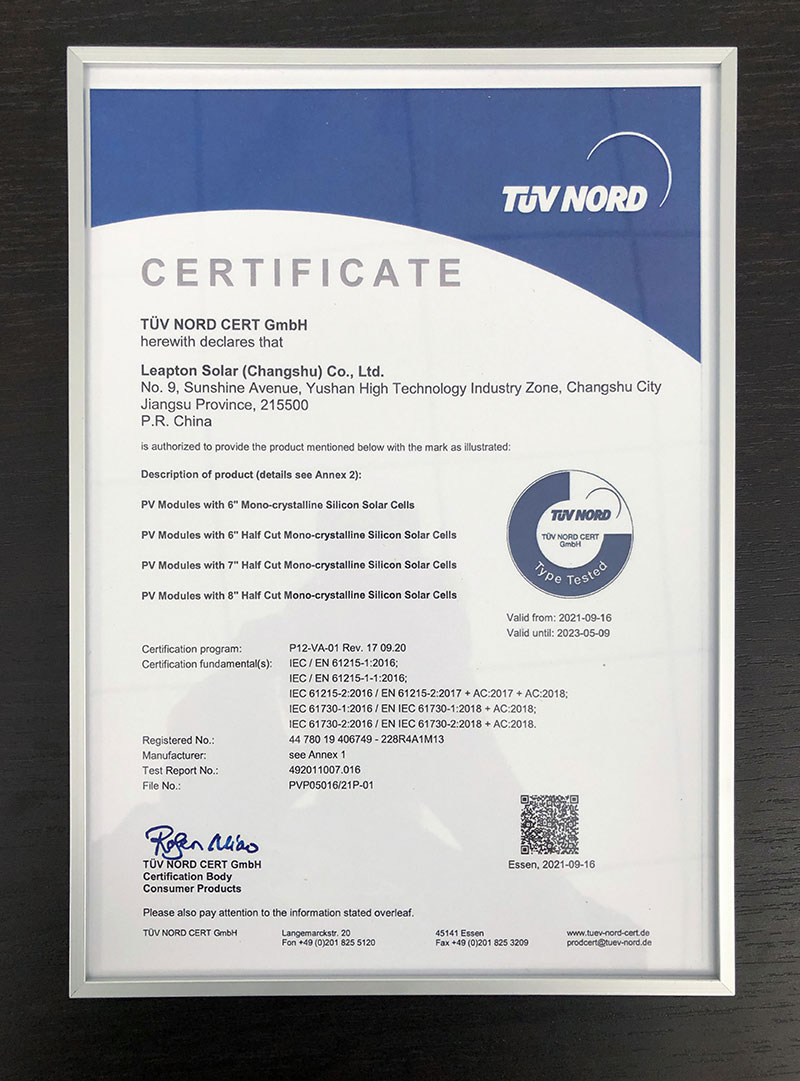 TÜV NORD
CERTIFICATE
TÜV NORD CERT GmbH
herewith declares that
Leapton Solar (Changshu) Co., Ltd.
No. 9, Sunshine Avenue, Yushan High Technology Industry Zone, Changshu City
Jiangsu Province, 215500
P.R. China
is authorized to provide the product mentioned below with the mark as illustrated:
Description of product (details see Annex 2):
PV Modules with 6" Mono-crystalline Silicon Solar Cells
PV Modules with 6" Half Cut Mono-crystalline Silicon Solar Cells
PV Modules with 7" Half Cut Mono-crystalline Silicon Solar Cells
PV Modules with 8" Half Cut Mono-crystalline Silicon Solar Cells
TÜV NORD
TÜV NORD CERT
GmbH
Type Tested
Valid from: 2021-09-16
Valid until: 2023-05-09
Certification program: P12-VA-01 Rev. 17 09.20
Certification fundamental(s): IEC / EN 61215-1:2016;
IEC / EN 61215-1-1:2016;
IEC 61215-2:2016 / EN 61215-2:2017 + AC:2017 + AC:2018;
IEC 61730-1:2016 / EN IEC 61730-1:2018 + AC:2018;
IEC 61730-2:2016 / EN IEC 61730-2:2018 + AC:2018.
Registered No.: 44 780 19 406749 - 228R4A1M13
Manufacturer: see Annex 1
Test Report No.: 492011007.016
File No.: PVP05016/21P-01
TÜV NORD CERT GmbH
Certification Body
Consumer Products
Essen, 2021-09-16
Please also pay attention to the information stated overleaf.
TÜV NORD CERT GmbH Langemarckstr. 20 45141 Essen www.tuev-nord-cert.de
Fon +49 (0)201 825 5120 Fax +49 (0)201 825 3209 prodcert@tuev-nord.de